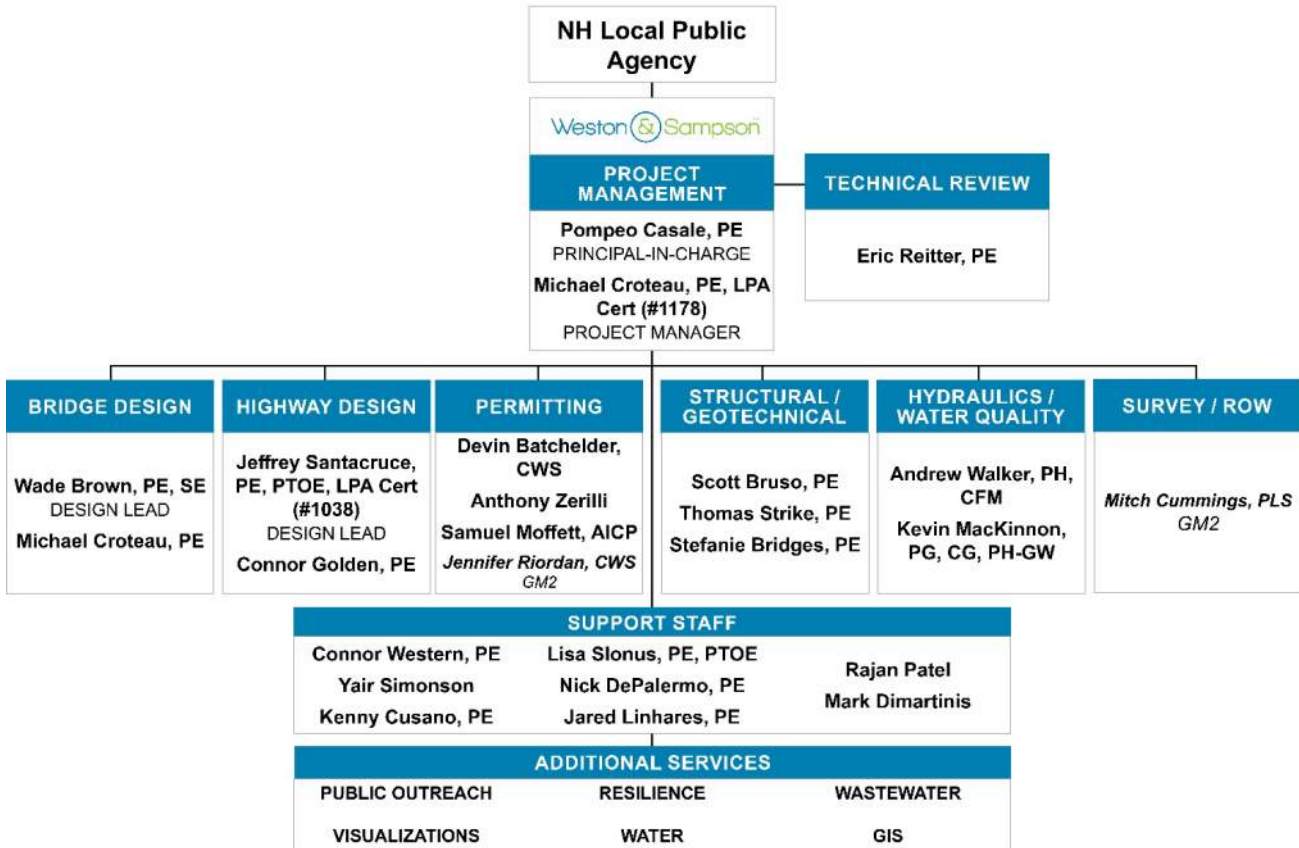 NH Local Public
Agency
Weston & Sampson
PROJECT
MANAGEMENT
Pompeo Casale, PE
PRINCIPAL-IN-CHARGE
Michael Croteau, PE, LPA
Cert (#1178)
PROJECT MANAGER
TECHNICAL REVIEW
Eric Reitter, PE
BRIDGE DESIGN
Wade Brown, PE, SE
DESIGN LEAD
Michael Croteau, PE
HIGHWAY DESIGN
Jeffrey Santacruce,
PE, PTOE, LPA Cert
(#1038)
DESIGN LEAD
Connor Golden, PE
PERMITTING
Devin Batchelder,
CWS
Anthony Zerilli
Samuel Moffett, AICP
Jennifer Riordan, CWS
GM2
STRUCTURAL /
GEOTECHNICAL
Scott Bruso, PE
Thomas Strike, PE
Stefanie Bridges, PE
HYDRAULICS /
WATER QUALITY
Andrew Walker, PH,
CFM
Kevin MacKinnon,
PG, CG, PH-GW
SURVEY / ROW
Mitch Cummings, PLS
GM2
SUPPORT STAFF
Connor Western, PE
Yair Simonson
Kenny Cusano, PE
Lisa Slonus, PE, PTOE
Nick DePalermo, PE
Jared Linhares, PE
Rajan Patel
Mark Dimartinis
ADDITIONAL SERVICES
PUBLIC OUTREACH
RESILIENCE
WASTEWATER
VISUALIZATIONS
WATER
GIS